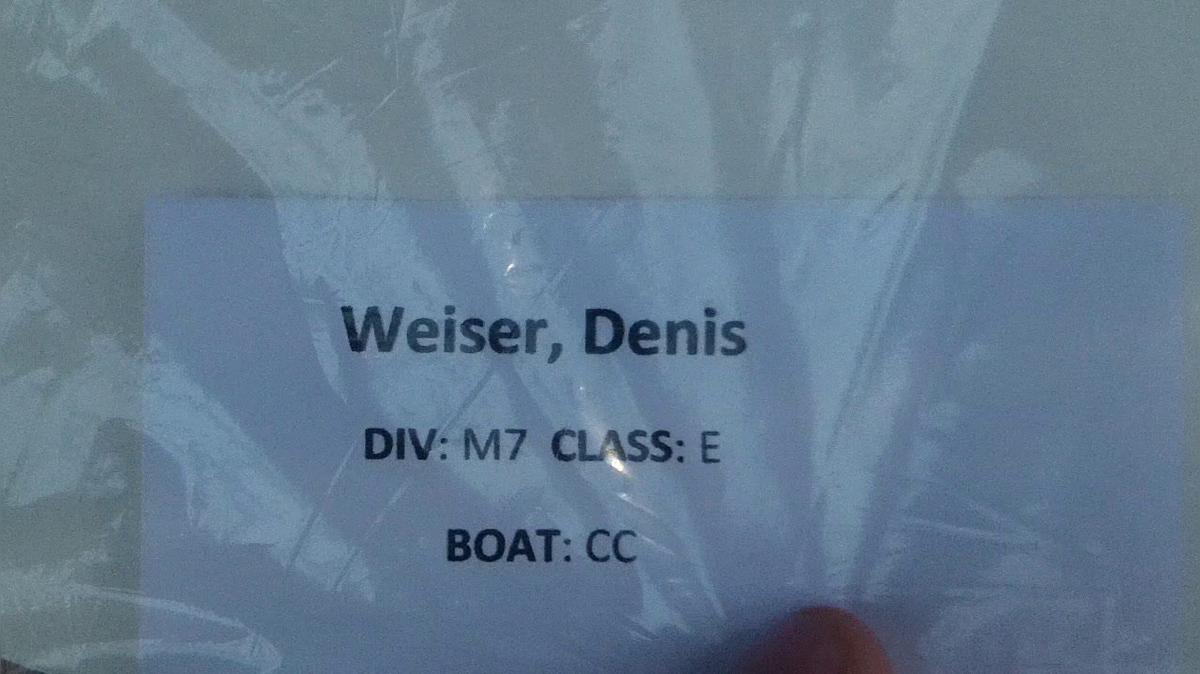 Weiser, Denis
DIV: M7 CLASS: E
BOAT: CC